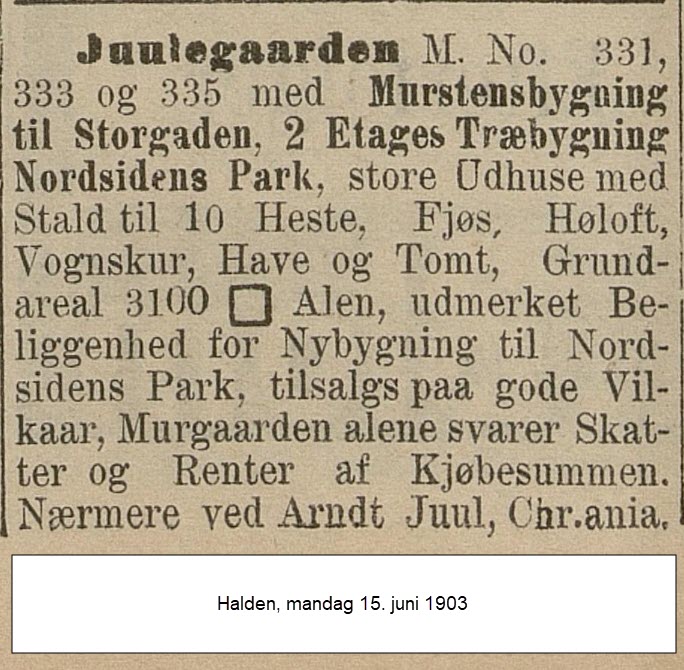 Juulegaarden M. No. 331,
333 og 335 med Murstensbygning
til Storgaden, 2 Etages Træbygning
Nordsidens Park, store Udhuse med
Stald til 10 Heste, Fjøs, Høloft,
Vognskur, Have og Tomt, Grund-
areal 3100 □ Alen, udmerket Be-
liggenhed for Nybygning til Nord-
sidens Park, tilsalgs paa gode Vil-
kaar, Murgaarden alene svarer Skat-
ter og Renter af Kjøbesummen.
Nærmere ved Arndt Juul, Chr.ania.
Halden, mandag 15. juni 1903